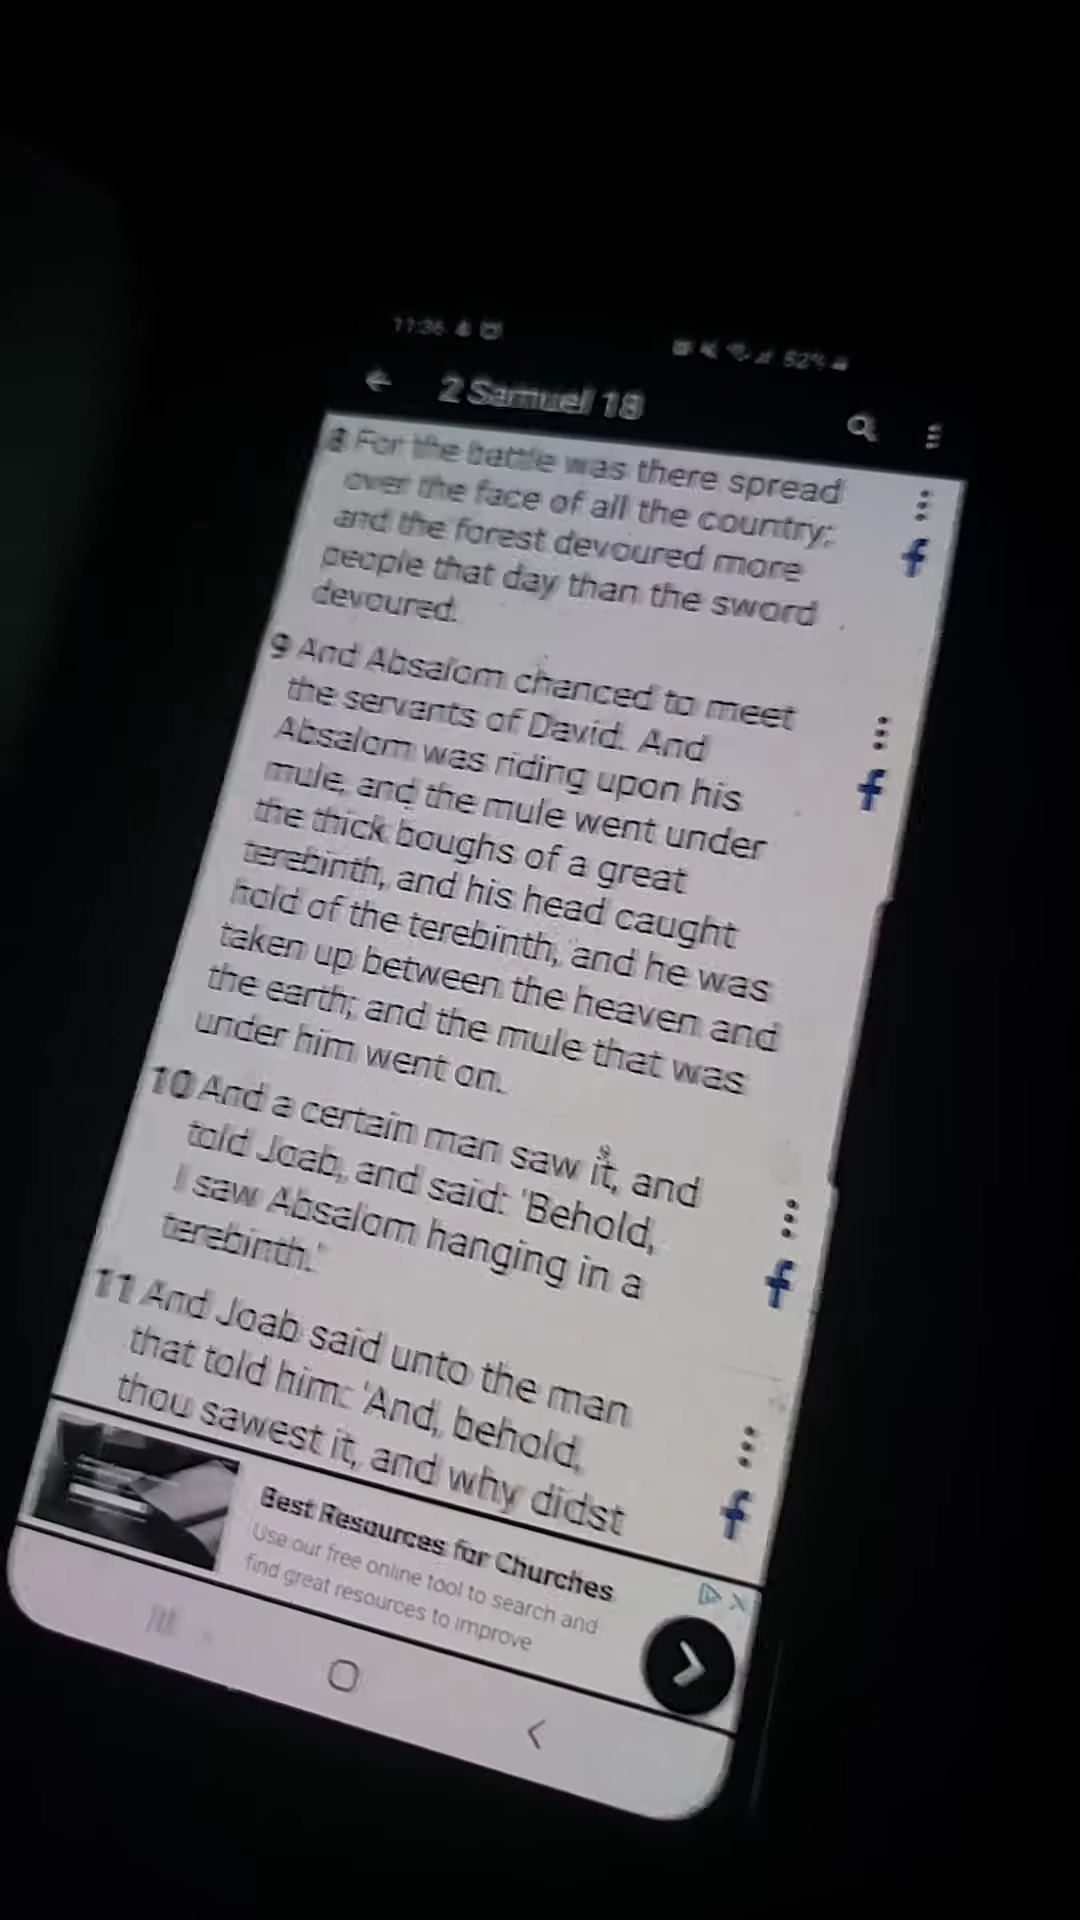 11:36
52%
2 Samuel 18
8 For the battle was there spread
over the face of all the country;
and the forest devoured more
people that day than the sword
devoured.
9 And Absalom chanced to meet
the servants of David. And
Absalom was riding upon his
mule, and the mule went under
the thick boughs of a great
terebinth, and his head caught
hold of the terebinth, and he was
taken up between the heaven and
the earth; and the mule that was
under him went on.
10 And a certain man saw it, and
told Joab, and said: 'Behold,
I saw Absalom hanging in a
terebinth.'
11 And Joab said unto the man
that told him: 'And, behold,
thou sawest it, and why didst
Best Resources for Churches
Use our free online tool to search and
find great resources to improve